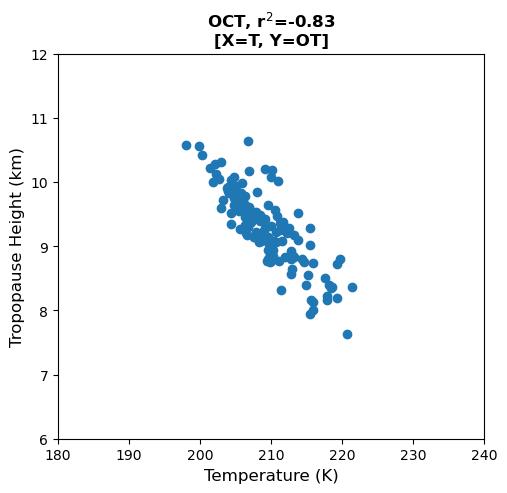 OCT, r²=-0.83
[X=T, Y=OT]
Tropopause Height (km)
12
11
10
9
8
7
6
180 190 200 210 220 230 240
Temperature (K)